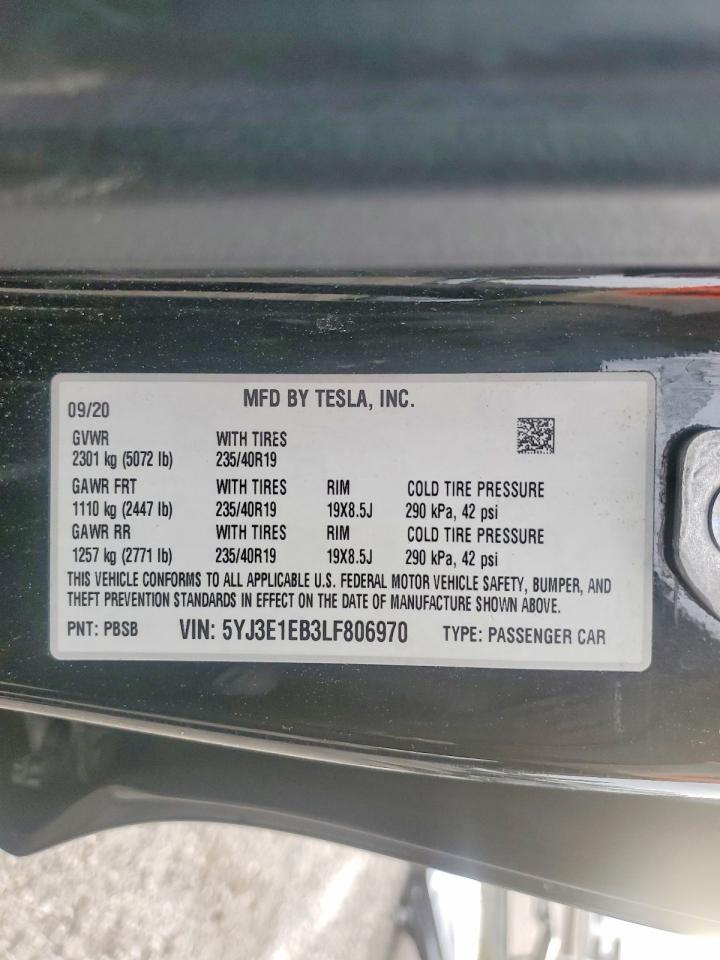 MFD BY TESLA, INC.
09/20
GVWR WITH TIRES
2301 kg (5072 lb) 235/40R19
GAWR FRT WITH TIRES RIM COLD TIRE PRESSURE
1110 kg (2447 lb) 235/40R19 19X8.5J 290 kPa, 42 psi
GAWR RR WITH TIRES RIM COLD TIRE PRESSURE
1257 kg (2771 lb) 235/40R19 19X8.5J 290 kPa, 42 psi
THIS VEHICLE CONFORMS TO ALL APPLICABLE U.S. FEDERAL MOTOR VEHICLE SAFETY, BUMPER, AND
THEFT PREVENTION STANDARDS IN EFFECT ON THE DATE OF MANUFACTURE SHOWN ABOVE.
PNT: PBSB VIN: 5YJ3E1EB3LF806970 TYPE: PASSENGER CAR